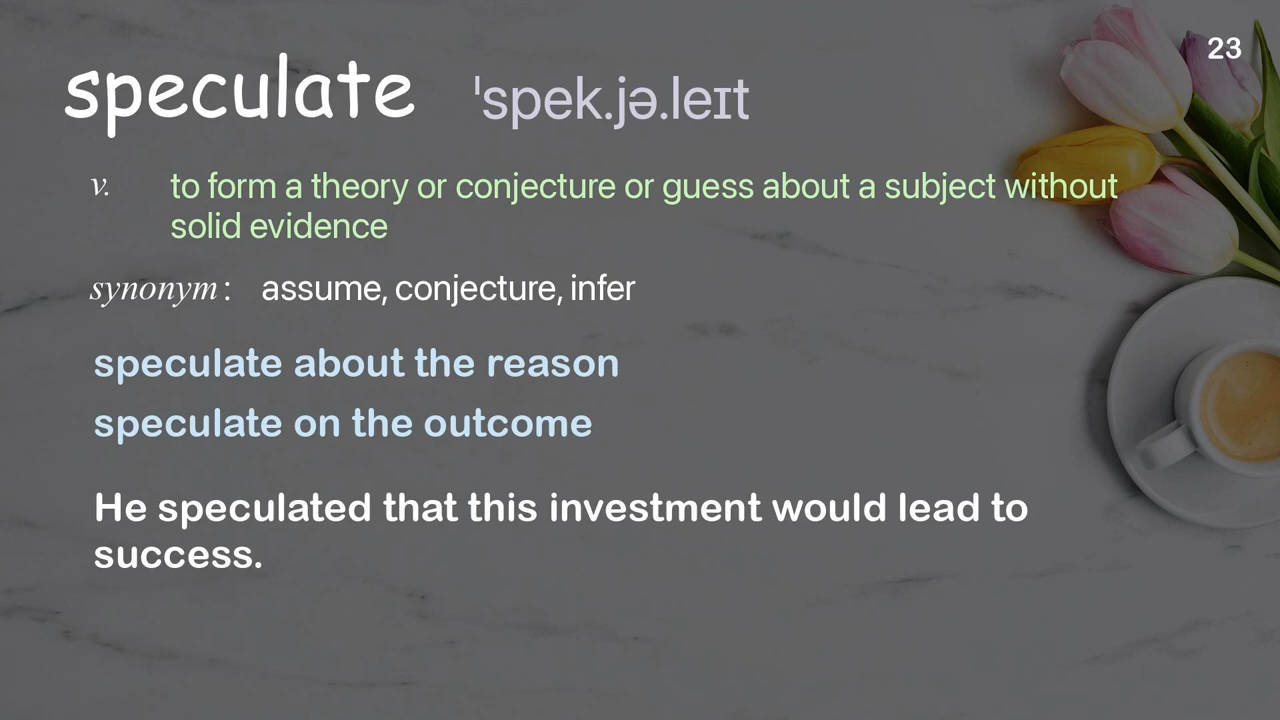 23
speculate ˈspek.jə.leɪt
v. to form a theory or conjecture or guess about a subject without
solid evidence
synonym : assume, conjecture, infer
speculate about the reason
speculate on the outcome
He speculated that this investment would lead to
success.